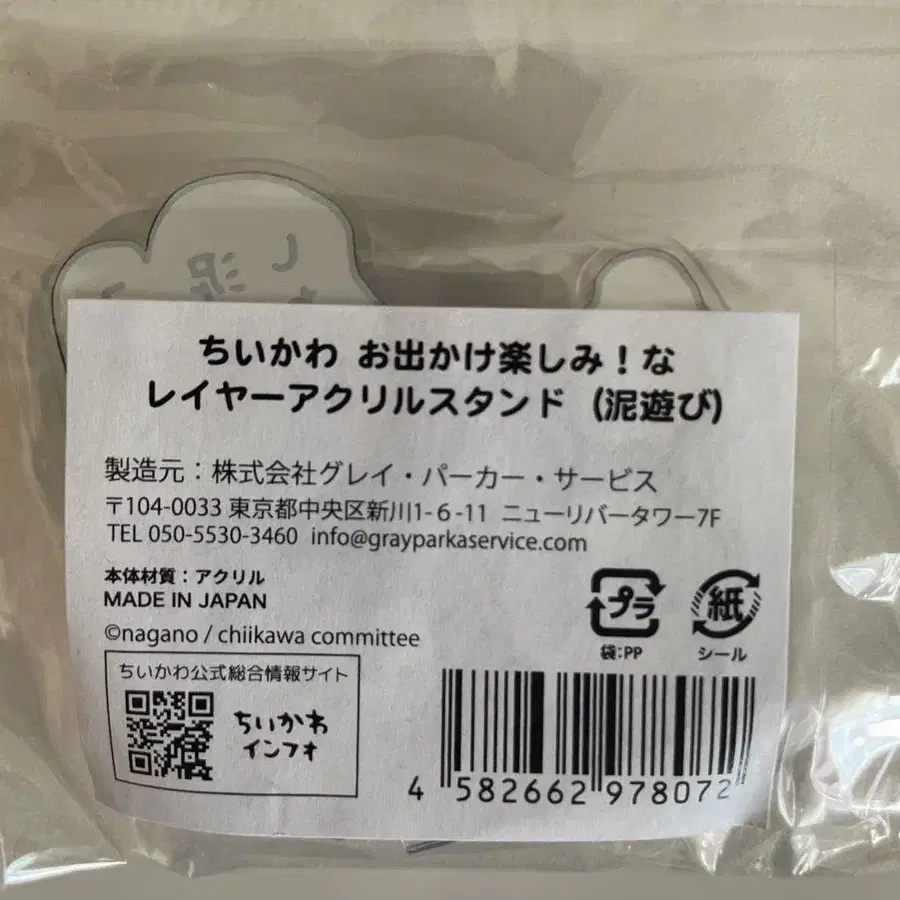 し
泥
ちいかわ お出かけ楽しみ！な
レイヤーアクリルスタンド (泥遊び)
製造元：株式会社グレイ・パーカー・サービス
〒104-0033 東京都中央区新川1-6-11 ニューリバータワー7F
TEL 050-5530-3460 info@grayparkaservice.com
本体材質：アクリル
MADE IN JAPAN
©nagano / chiikawa committee
プラ
袋:PP
紙
シール
ちいかわ公式総合情報サイト
ちいかわ
インフォ
4 582662 978072